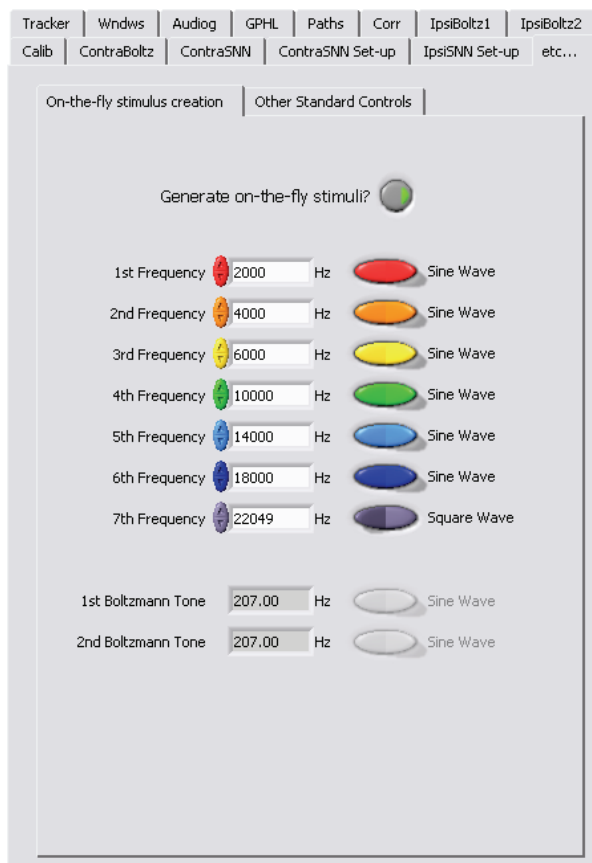 Tracker Wndws Audiog GPHL Paths Corr IpsiBoltz1 IpsiBoltz2
Calib ContraBoltz ContraSNN ContraSNN Set-up IpsiSNN Set-up etc...
On-the-fly stimulus creation Other Standard Controls
Generate on-the-fly stimuli?
1st Frequency 2000 Hz Sine Wave
2nd Frequency 4000 Hz Sine Wave
3rd Frequency 6000 Hz Sine Wave
4th Frequency 10000 Hz Sine Wave
5th Frequency 14000 Hz Sine Wave
6th Frequency 18000 Hz Sine Wave
7th Frequency 22049 Hz Square Wave
1st Boltzmann Tone 207.00 Hz Sine Wave
2nd Boltzmann Tone 207.00 Hz Sine Wave